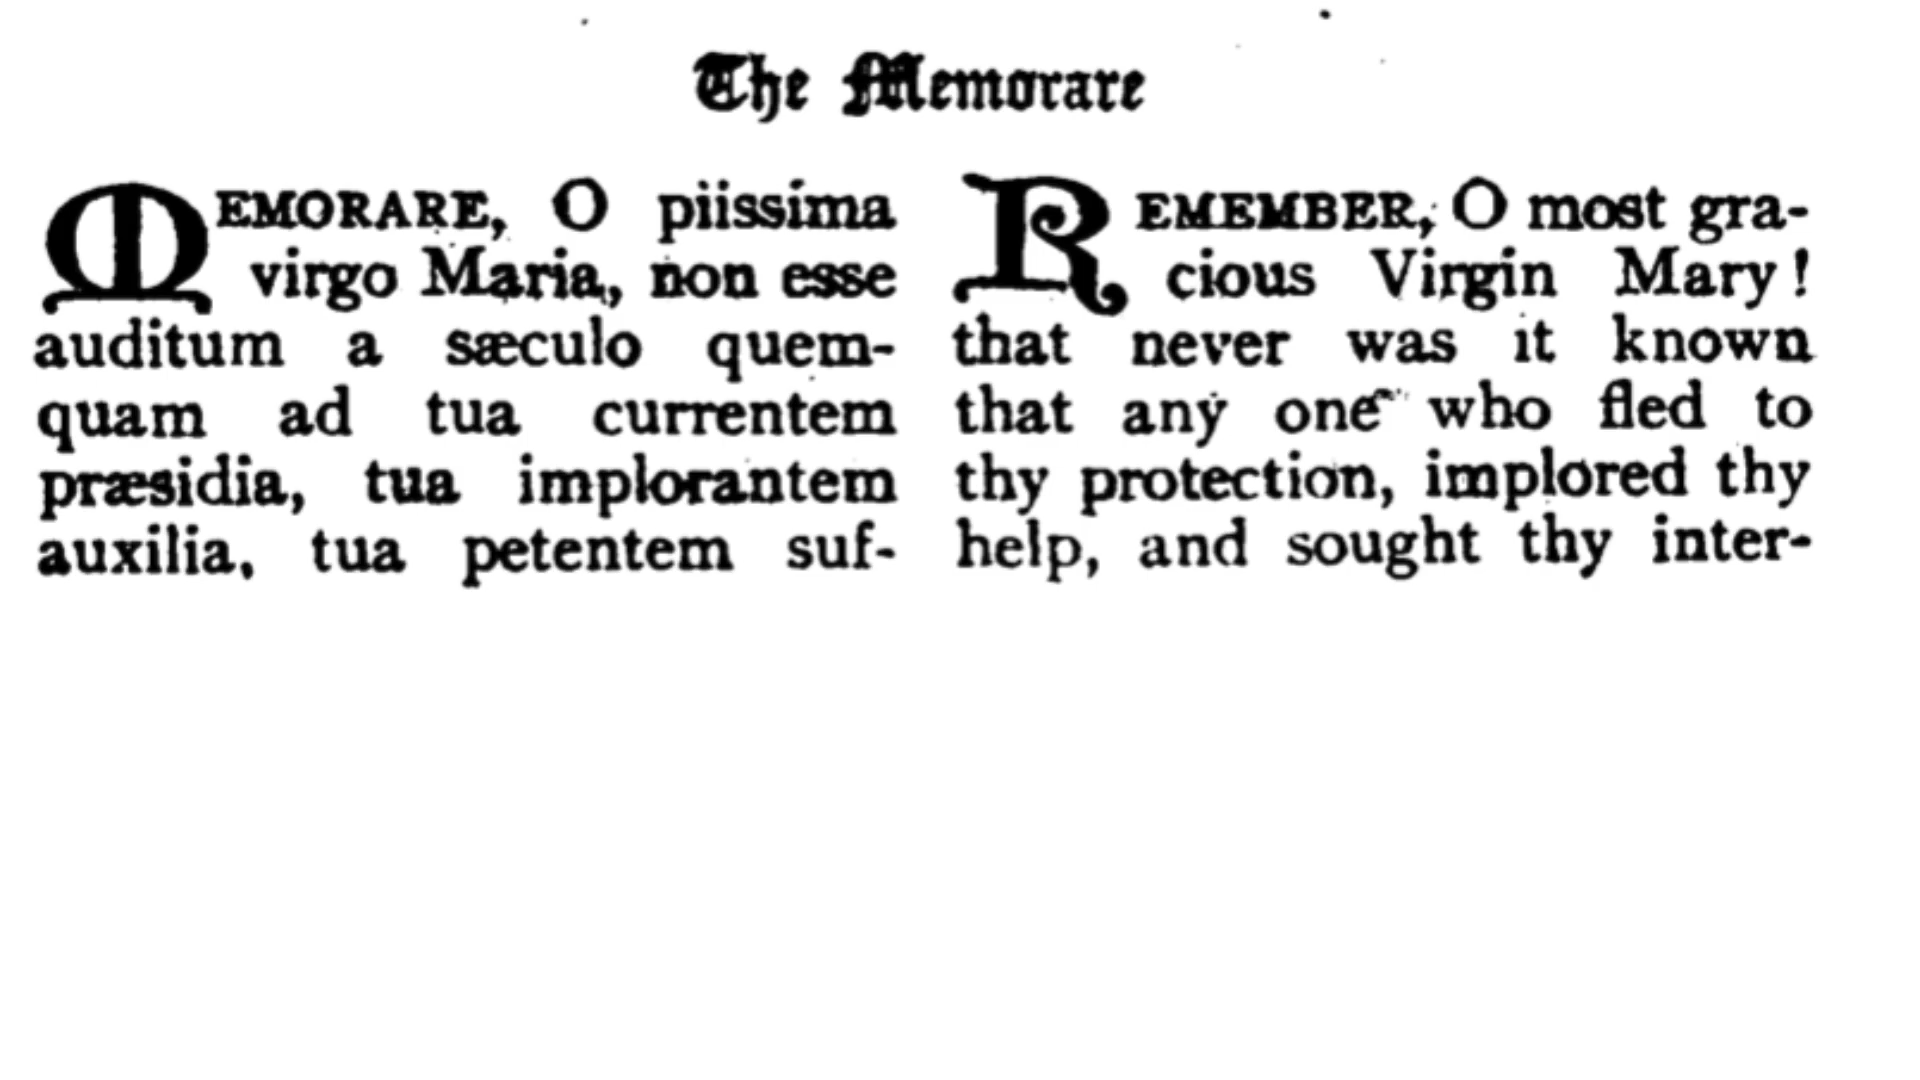 The Memorare
MEMORARE, O piissima
virgo Maria, non esse
auditum a sæculo quem-
quam ad tua currentem
præsidia, tua implorantem
auxilia, tua petentem suf-
REMEMBER, O most gra-
cious Virgin Mary!
that never was it known
that any one who fled to
thy protection, implored thy
help, and sought thy inter-